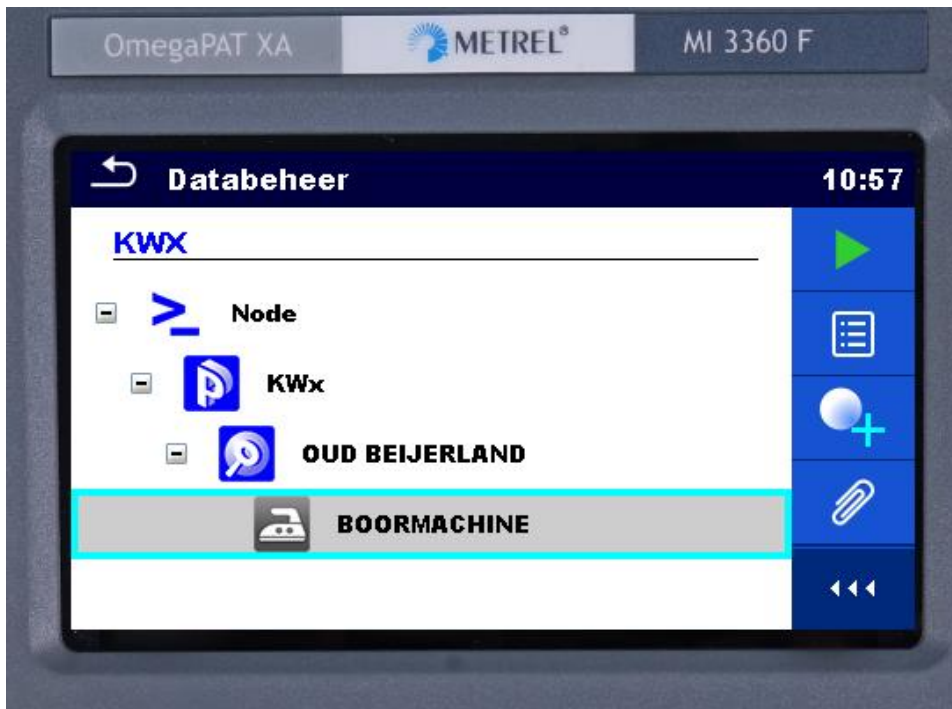 OmegaPAT XA METREL® MI 3360 F
Databeheer 10:57
KWX
>_ Node
KWx
OUD BEIJERLAND
BOORMACHINE